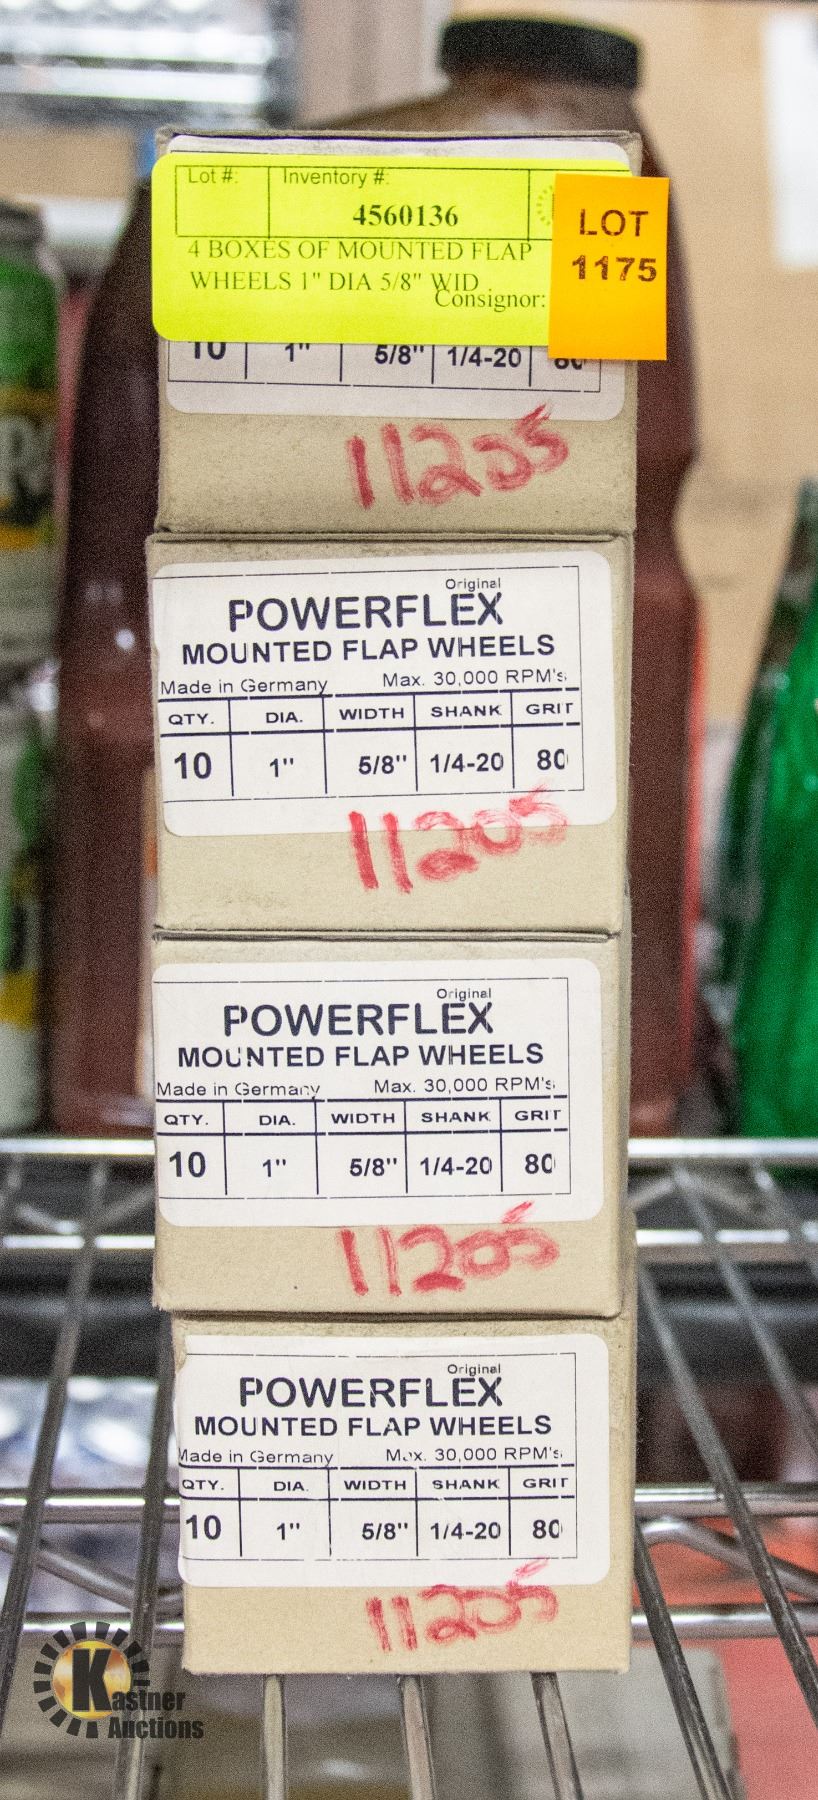 Lot #: Inventory #:
4560136
4 BOXES OF MOUNTED FLAP
WHEELS 1" DIA 5/8" WID
Consignor:
LOT
1175
10 1" 5/8" 1/4-20 80
11205
Original
POWERFLEX
MOUNTED FLAP WHEELS
Made in Germany Max. 30,000 RPM's
QTY. DIA. WIDTH SHANK GRIT
10 1" 5/8" 1/4-20 80
11205
Original
POWERFLEX
MOUNTED FLAP WHEELS
Made in Germany Max. 30,000 RPM's
QTY. DIA. WIDTH SHANK GRIT
10 1" 5/8" 1/4-20 80
11205
Original
POWERFLEX
MOUNTED FLAP WHEELS
Made in Germany Max. 30,000 RPM's
QTY. DIA. WIDTH SHANK GRIT
10 1" 5/8" 1/4-20 80
11205
Kastner
Auctions